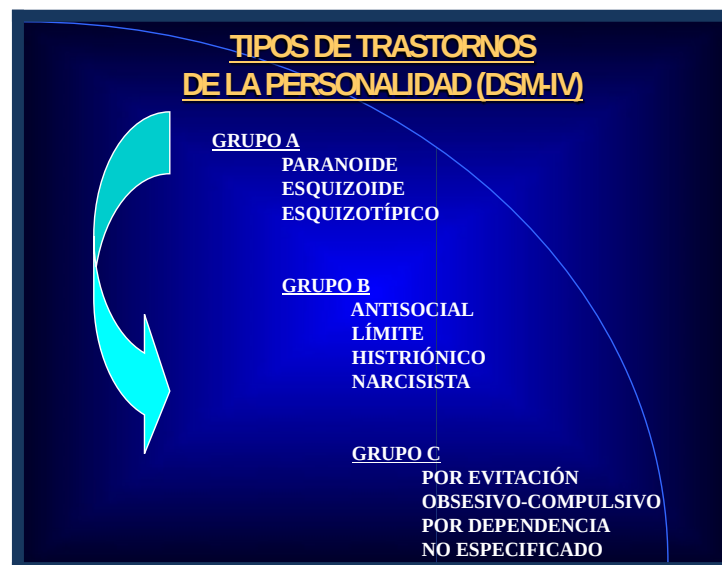 TIPOS DE TRASTORNOS
DE LA PERSONALIDAD (DSM-IV)
GRUPO A
PARANOIDE
ESQUIZOIDE
ESQUIZOTÍPICO
GRUPO B
ANTISOCIAL
LÍMITE
HISTRIÓNICO
NARCISISTA
GRUPO C
POR EVITACIÓN
OBSESIVO-COMPULSIVO
POR DEPENDENCIA
NO ESPECIFICADO